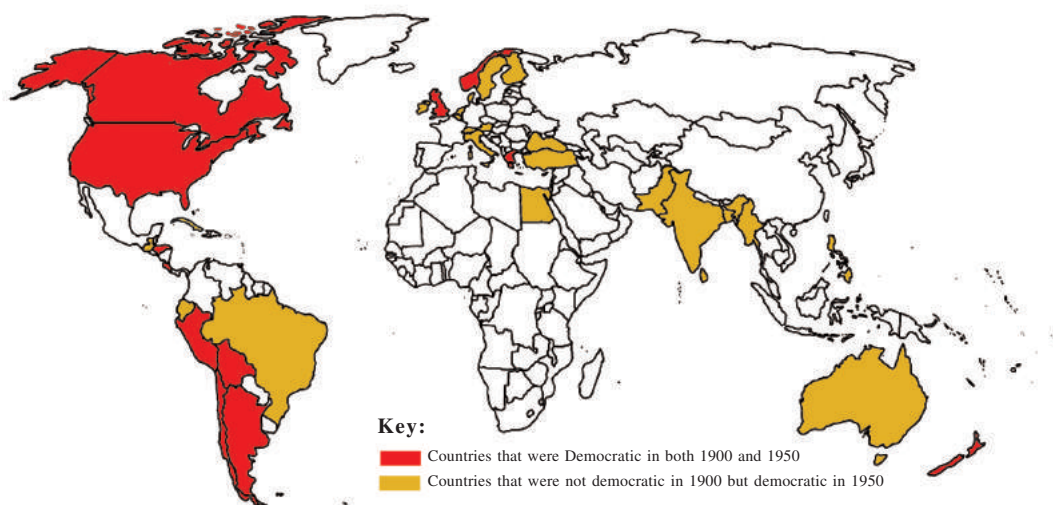 Key:
Countries that were Democratic in both 1900 and 1950
Countries that were not democratic in 1900 but democratic in 1950